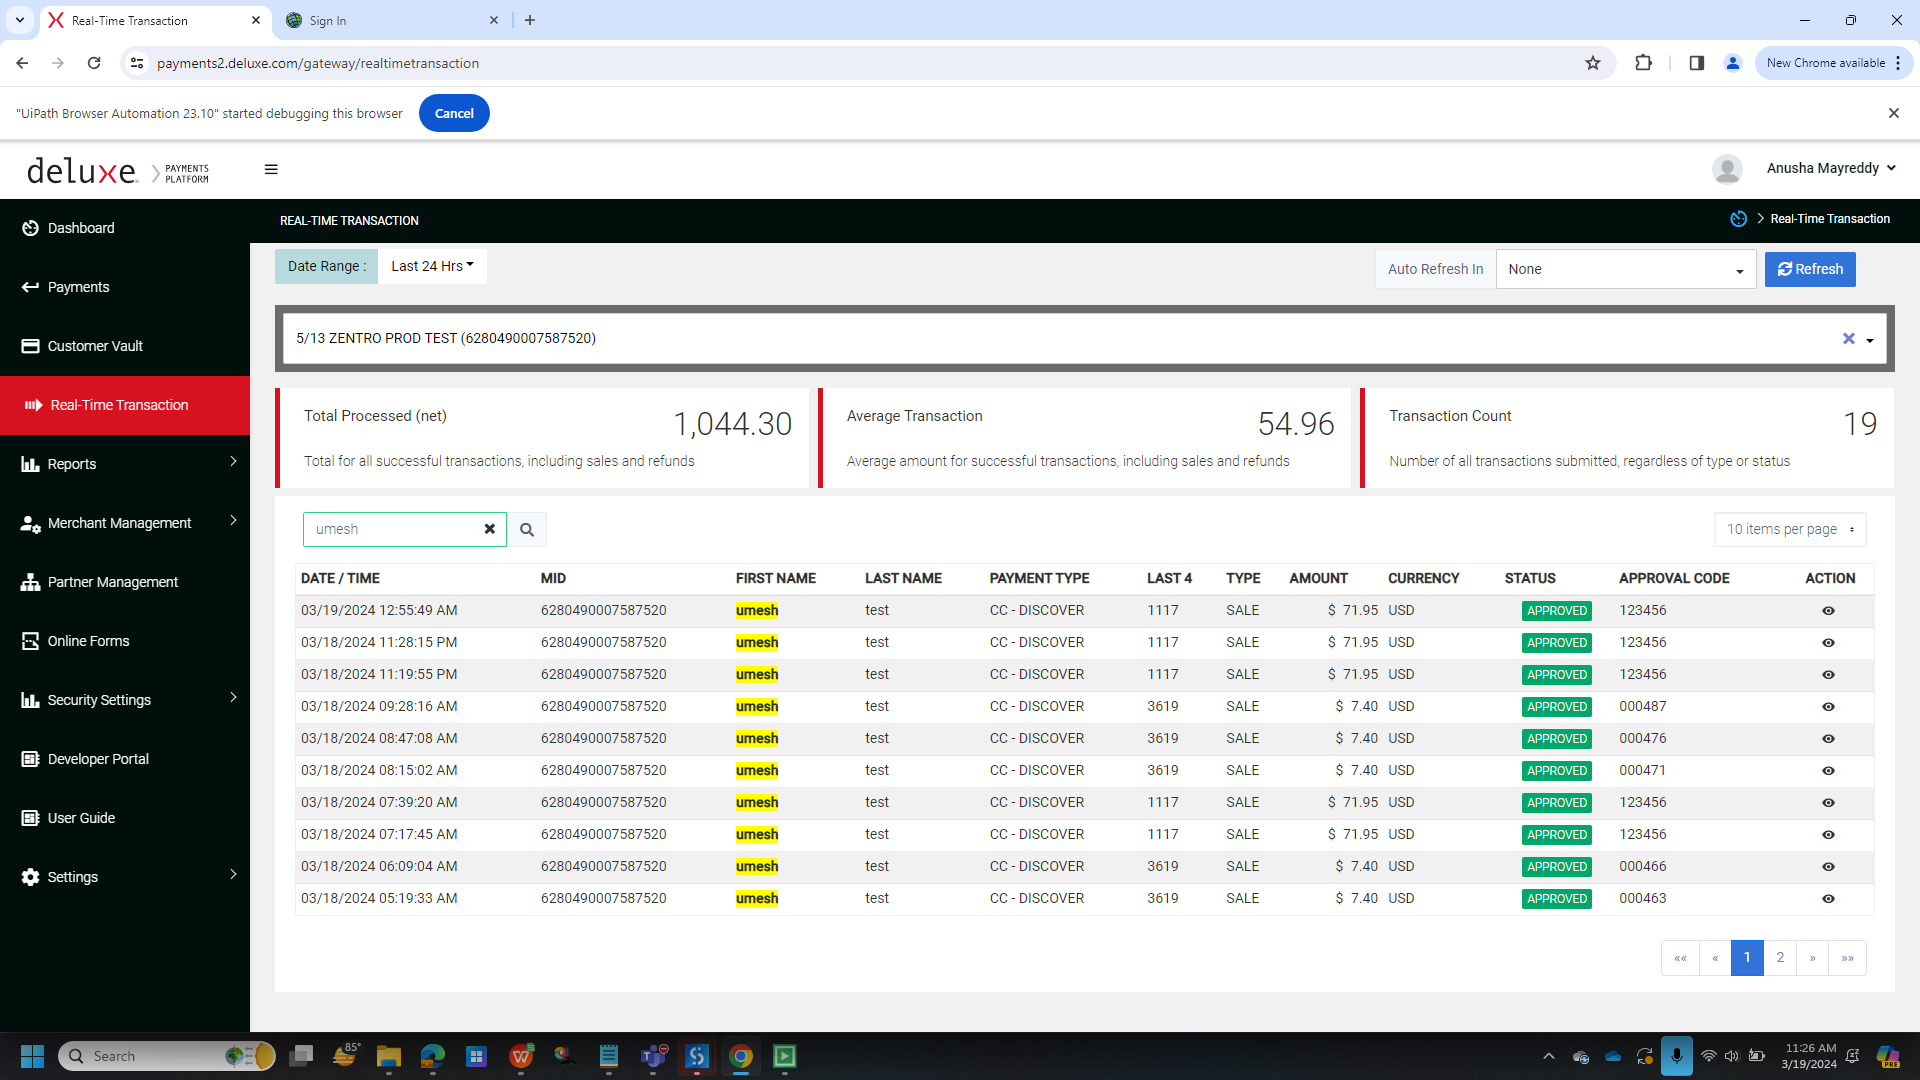 Real-Time Transaction
Sign In
payments2.deluxe.com/gateway/realtimetransaction
New Chrome available
"UiPath Browser Automation 23.10" started debugging this browser
Cancel
deluxe. PAYMENTS PLATFORM
Anusha Mayreddy
Dashboard
Payments
Customer Vault
Real-Time Transaction
Reports
Merchant Management
Partner Management
Online Forms
Security Settings
Developer Portal
User Guide
Settings
REAL-TIME TRANSACTION
Real-Time Transaction
Date Range : Last 24 Hrs
Auto Refresh In None Refresh
5/13 ZENTRO PROD TEST (6280490007587520)
Total Processed (net) 1,044.30
Total for all successful transactions, including sales and refunds
Average Transaction 54.96
Average amount for successful transactions, including sales and refunds
Transaction Count 19
Number of all transactions submitted, regardless of type or status
umesh
10 items per page
DATE / TIME MID FIRST NAME LAST NAME PAYMENT TYPE LAST 4 TYPE AMOUNT CURRENCY STATUS APPROVAL CODE ACTION
03/19/2024 12:55:49 AM 6280490007587520 umesh test CC - DISCOVER 1117 SALE $ 71.95 USD APPROVED 123456
03/18/2024 11:28:15 PM 6280490007587520 umesh test CC - DISCOVER 1117 SALE $ 71.95 USD APPROVED 123456
03/18/2024 11:19:55 PM 6280490007587520 umesh test CC - DISCOVER 1117 SALE $ 71.95 USD APPROVED 123456
03/18/2024 09:28:16 AM 6280490007587520 umesh test CC - DISCOVER 3619 SALE $ 7.40 USD APPROVED 000487
03/18/2024 08:47:08 AM 6280490007587520 umesh test CC - DISCOVER 3619 SALE $ 7.40 USD APPROVED 000476
03/18/2024 08:15:02 AM 6280490007587520 umesh test CC - DISCOVER 3619 SALE $ 7.40 USD APPROVED 000471
03/18/2024 07:39:20 AM 6280490007587520 umesh test CC - DISCOVER 1117 SALE $ 71.95 USD APPROVED 123456
03/18/2024 07:17:45 AM 6280490007587520 umesh test CC - DISCOVER 1117 SALE $ 71.95 USD APPROVED 123456
03/18/2024 06:09:04 AM 6280490007587520 umesh test CC - DISCOVER 3619 SALE $ 7.40 USD APPROVED 000466
03/18/2024 05:19:33 AM 6280490007587520 umesh test CC - DISCOVER 3619 SALE $ 7.40 USD APPROVED 000463
«« « 1 2 » »»
Search
85°
11:26 AM
3/19/2024
PRE